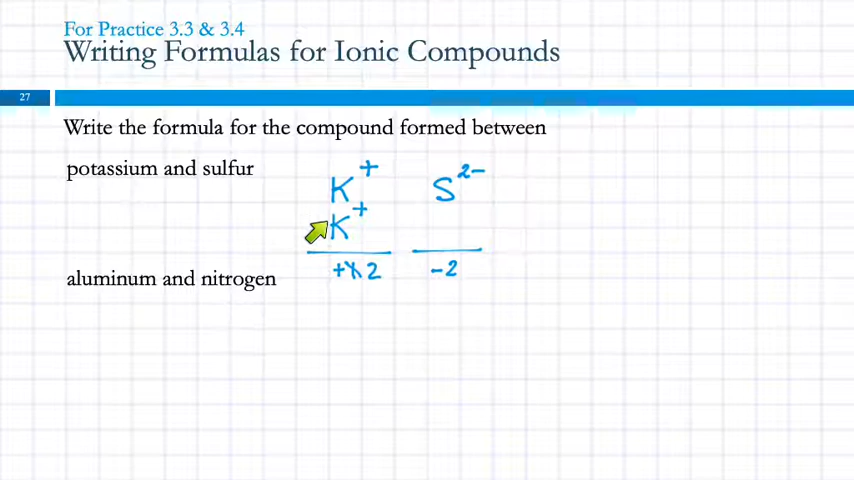 For Practice 3.3 & 3.4
Writing Formulas for Ionic Compounds
27
Write the formula for the compound formed between
potassium and sulfur
K⁺ S²⁻
K⁺
+ 2 -2
aluminum and nitrogen